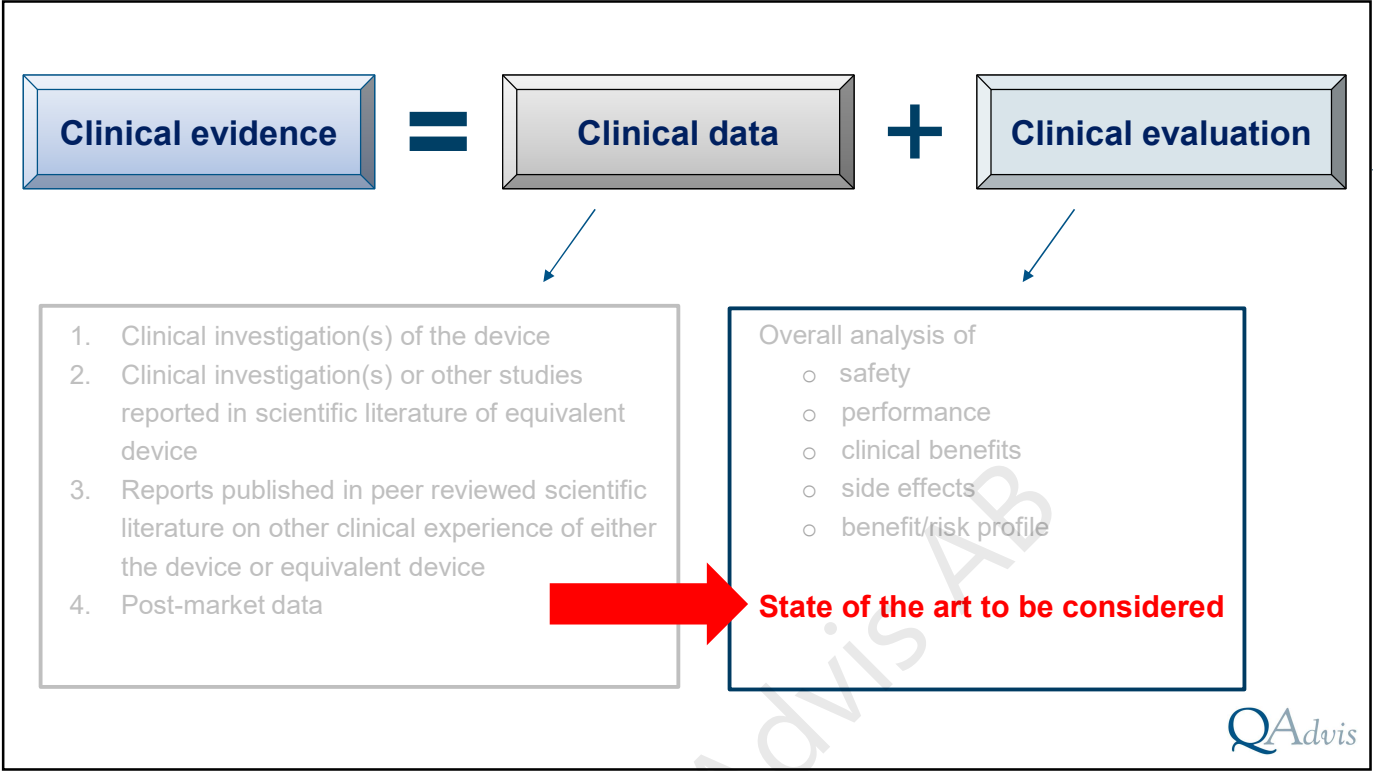 Clinical evidence = Clinical data + Clinical evaluation
1. Clinical investigation(s) of the device
2. Clinical investigation(s) or other studies
reported in scientific literature of equivalent
device
3. Reports published in peer reviewed scientific
literature on other clinical experience of either
the device or equivalent device
4. Post-market data
Overall analysis of
o safety
o performance
o clinical benefits
o side effects
o benefit/risk profile
State of the art to be considered
Advis AB
QAdvis